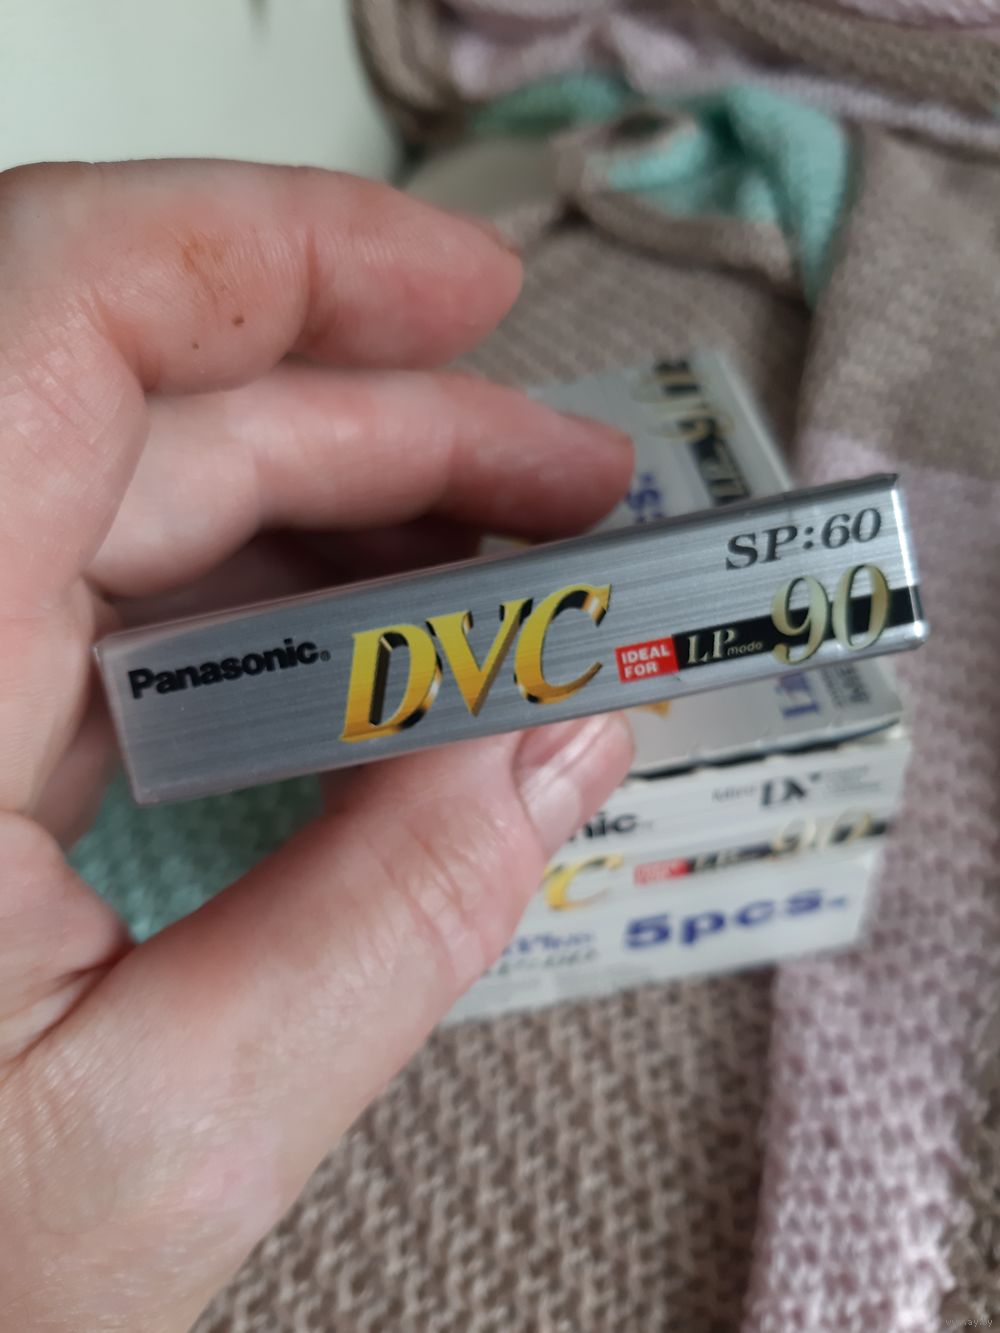 SP:60
Panasonic®
DVC
IDEAL
FOR
LP mode
90
Mini DV
5pcs.